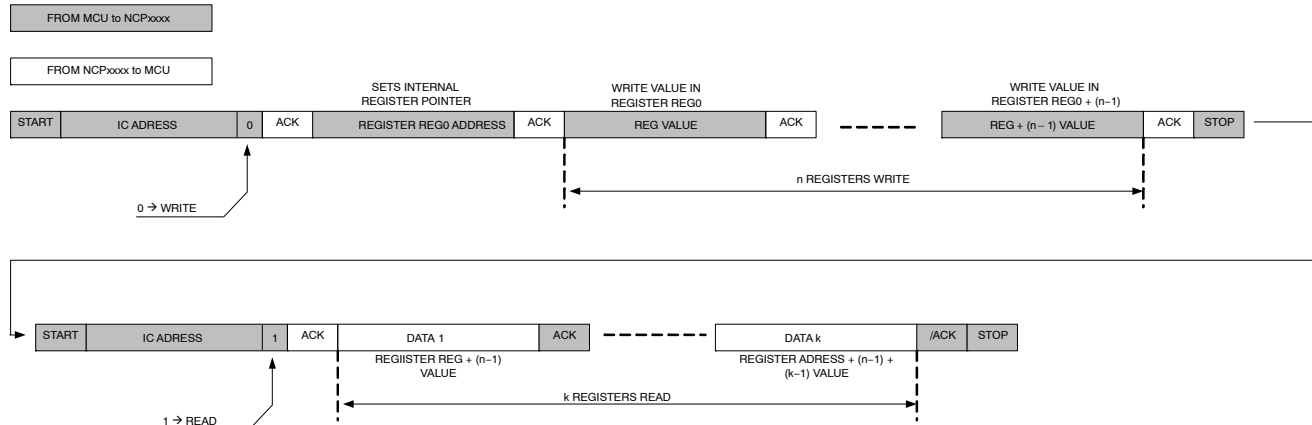 FROM MCU to NCPxxxx
FROM NCPxxxx to MCU
SETS INTERNAL
REGISTER POINTER
WRITE VALUE IN
REGISTER REG0
WRITE VALUE IN
REGISTER REG0 + (n−1)
START IC ADRESS 0 ACK REGISTER REG0 ADDRESS ACK REG VALUE ACK REG + (n− 1) VALUE ACK STOP
n REGISTERS WRITE
0 → WRITE
START IC ADRESS 1 ACK DATA 1 ACK DATA k /ACK STOP
REGIISTER REG + (n−1)
VALUE
REGISTER ADRESS + (n−1) +
(k−1) VALUE
k REGISTERS READ
1 → READ